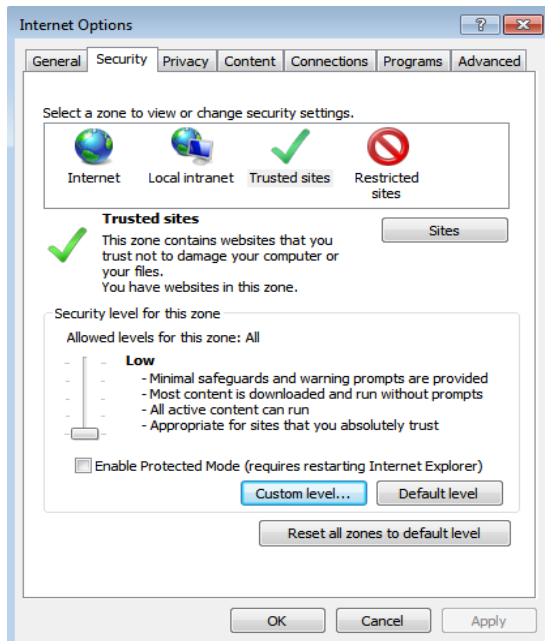 Internet Options
General Security Privacy Content Connections Programs Advanced
Select a zone to view or change security settings.
Internet Local intranet Trusted sites Restricted
sites
Trusted sites
Sites
This zone contains websites that you
trust not to damage your computer or
your files.
You have websites in this zone.
Security level for this zone
Allowed levels for this zone: All
Low
- Minimal safeguards and warning prompts are provided
- Most content is downloaded and run without prompts
- All active content can run
- Appropriate for sites that you absolutely trust
Enable Protected Mode (requires restarting Internet Explorer)
Custom level... Default level
Reset all zones to default level
OK Cancel Apply